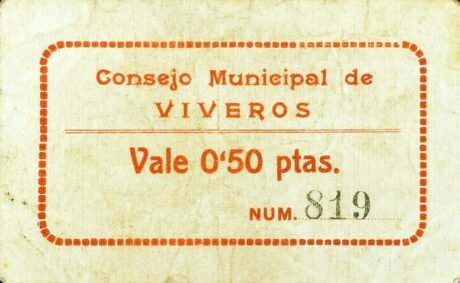 Consejo Municipal de
VIVEROS
Vale 0'50 ptas.
NUM. 819